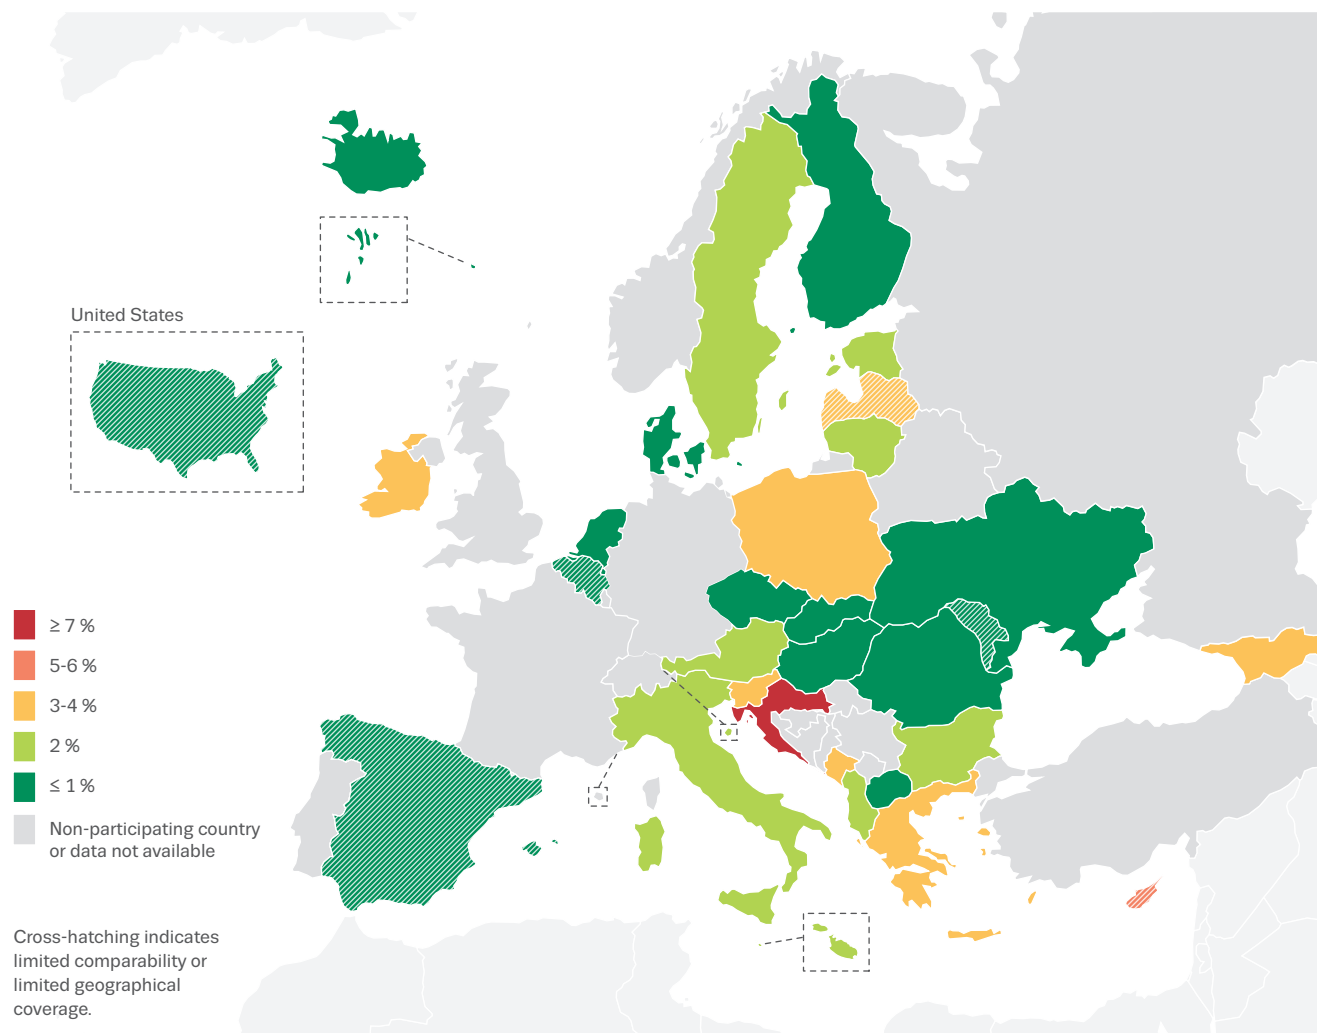 United States
≥ 7 %
5-6 %
3-4 %
2 %
≤ 1 %
Non-participating country
or data not available
Cross-hatching indicates
limited comparability or
limited geographical
coverage.